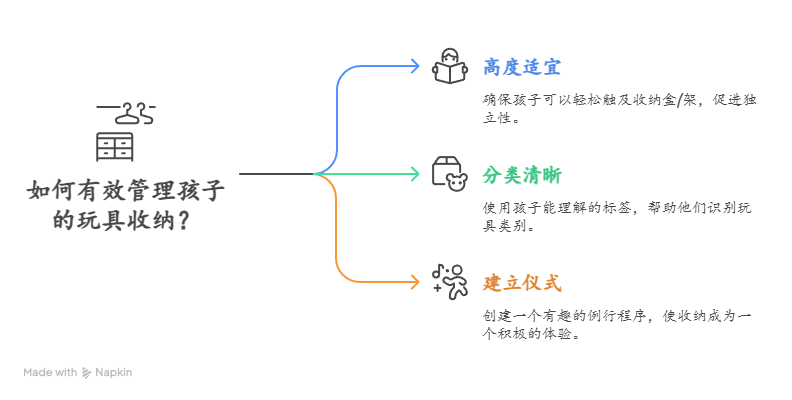 如何有效管理孩子
的玩具收纳？
高度适宜
确保孩子可以轻松触及收纳盒/架，促进独
立性。
分类清晰
使用孩子能理解的标签，帮助他们识别玩
具类别。
建立仪式
创建一个有趣的例行程序，使收纳成为一
个积极的体验。
Made with Napkin